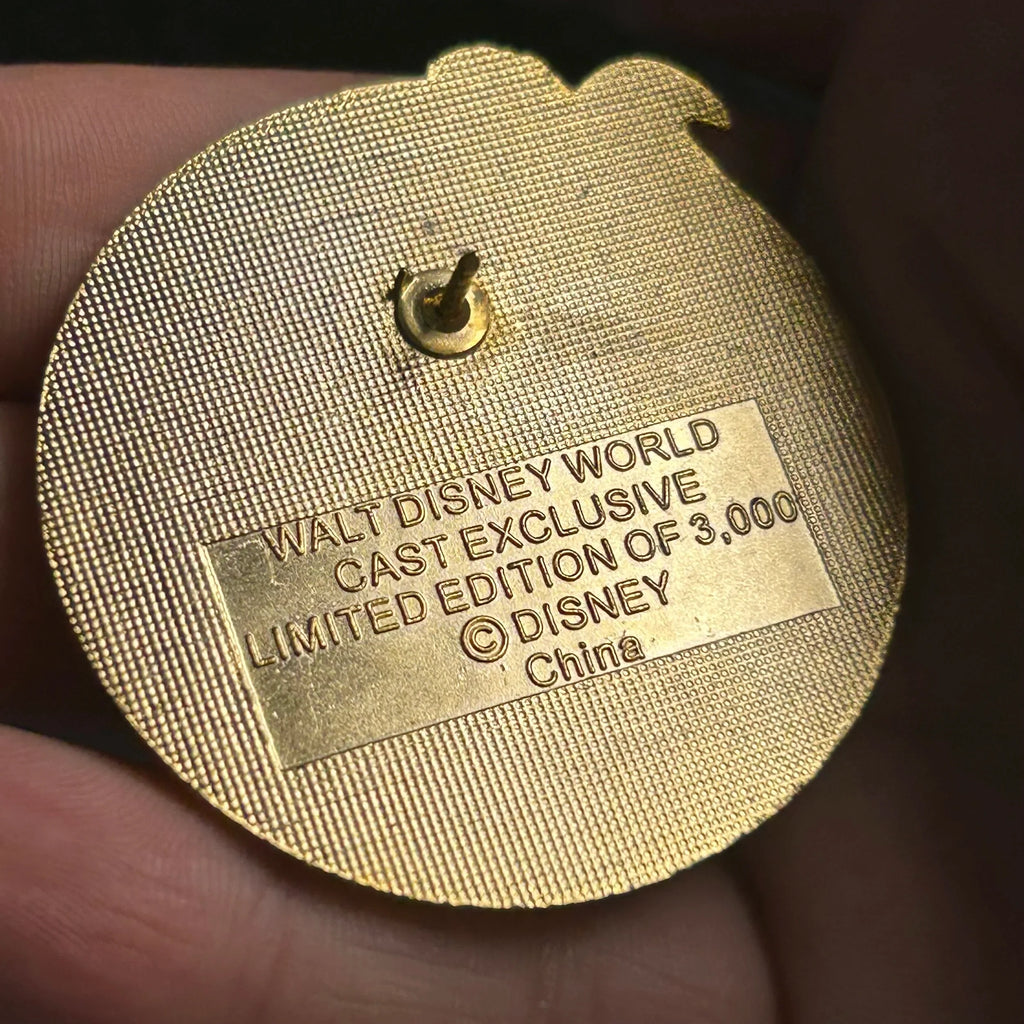 WALT DISNEY WORLD
CAST EXCLUSIVE
LIMITED EDITION OF 3,000
© DISNEY
China